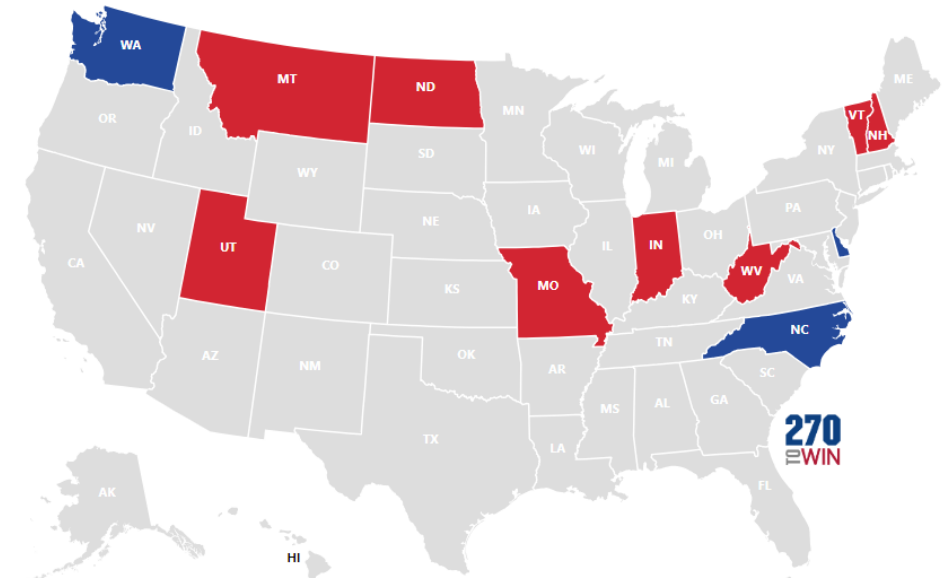 WA
MT
ND
MN
ME
VT
NH
OR
ID
SD
WI
MI
NY
WY
NE
IA
PA
NV
UT
CO
IL
IN
OH
CA
KS
MO
WV
VA
KY
NC
TN
AZ
NM
OK
AR
SC
MS
AL
GA
TX
LA
270
TO
WIN
FL
AK
HI